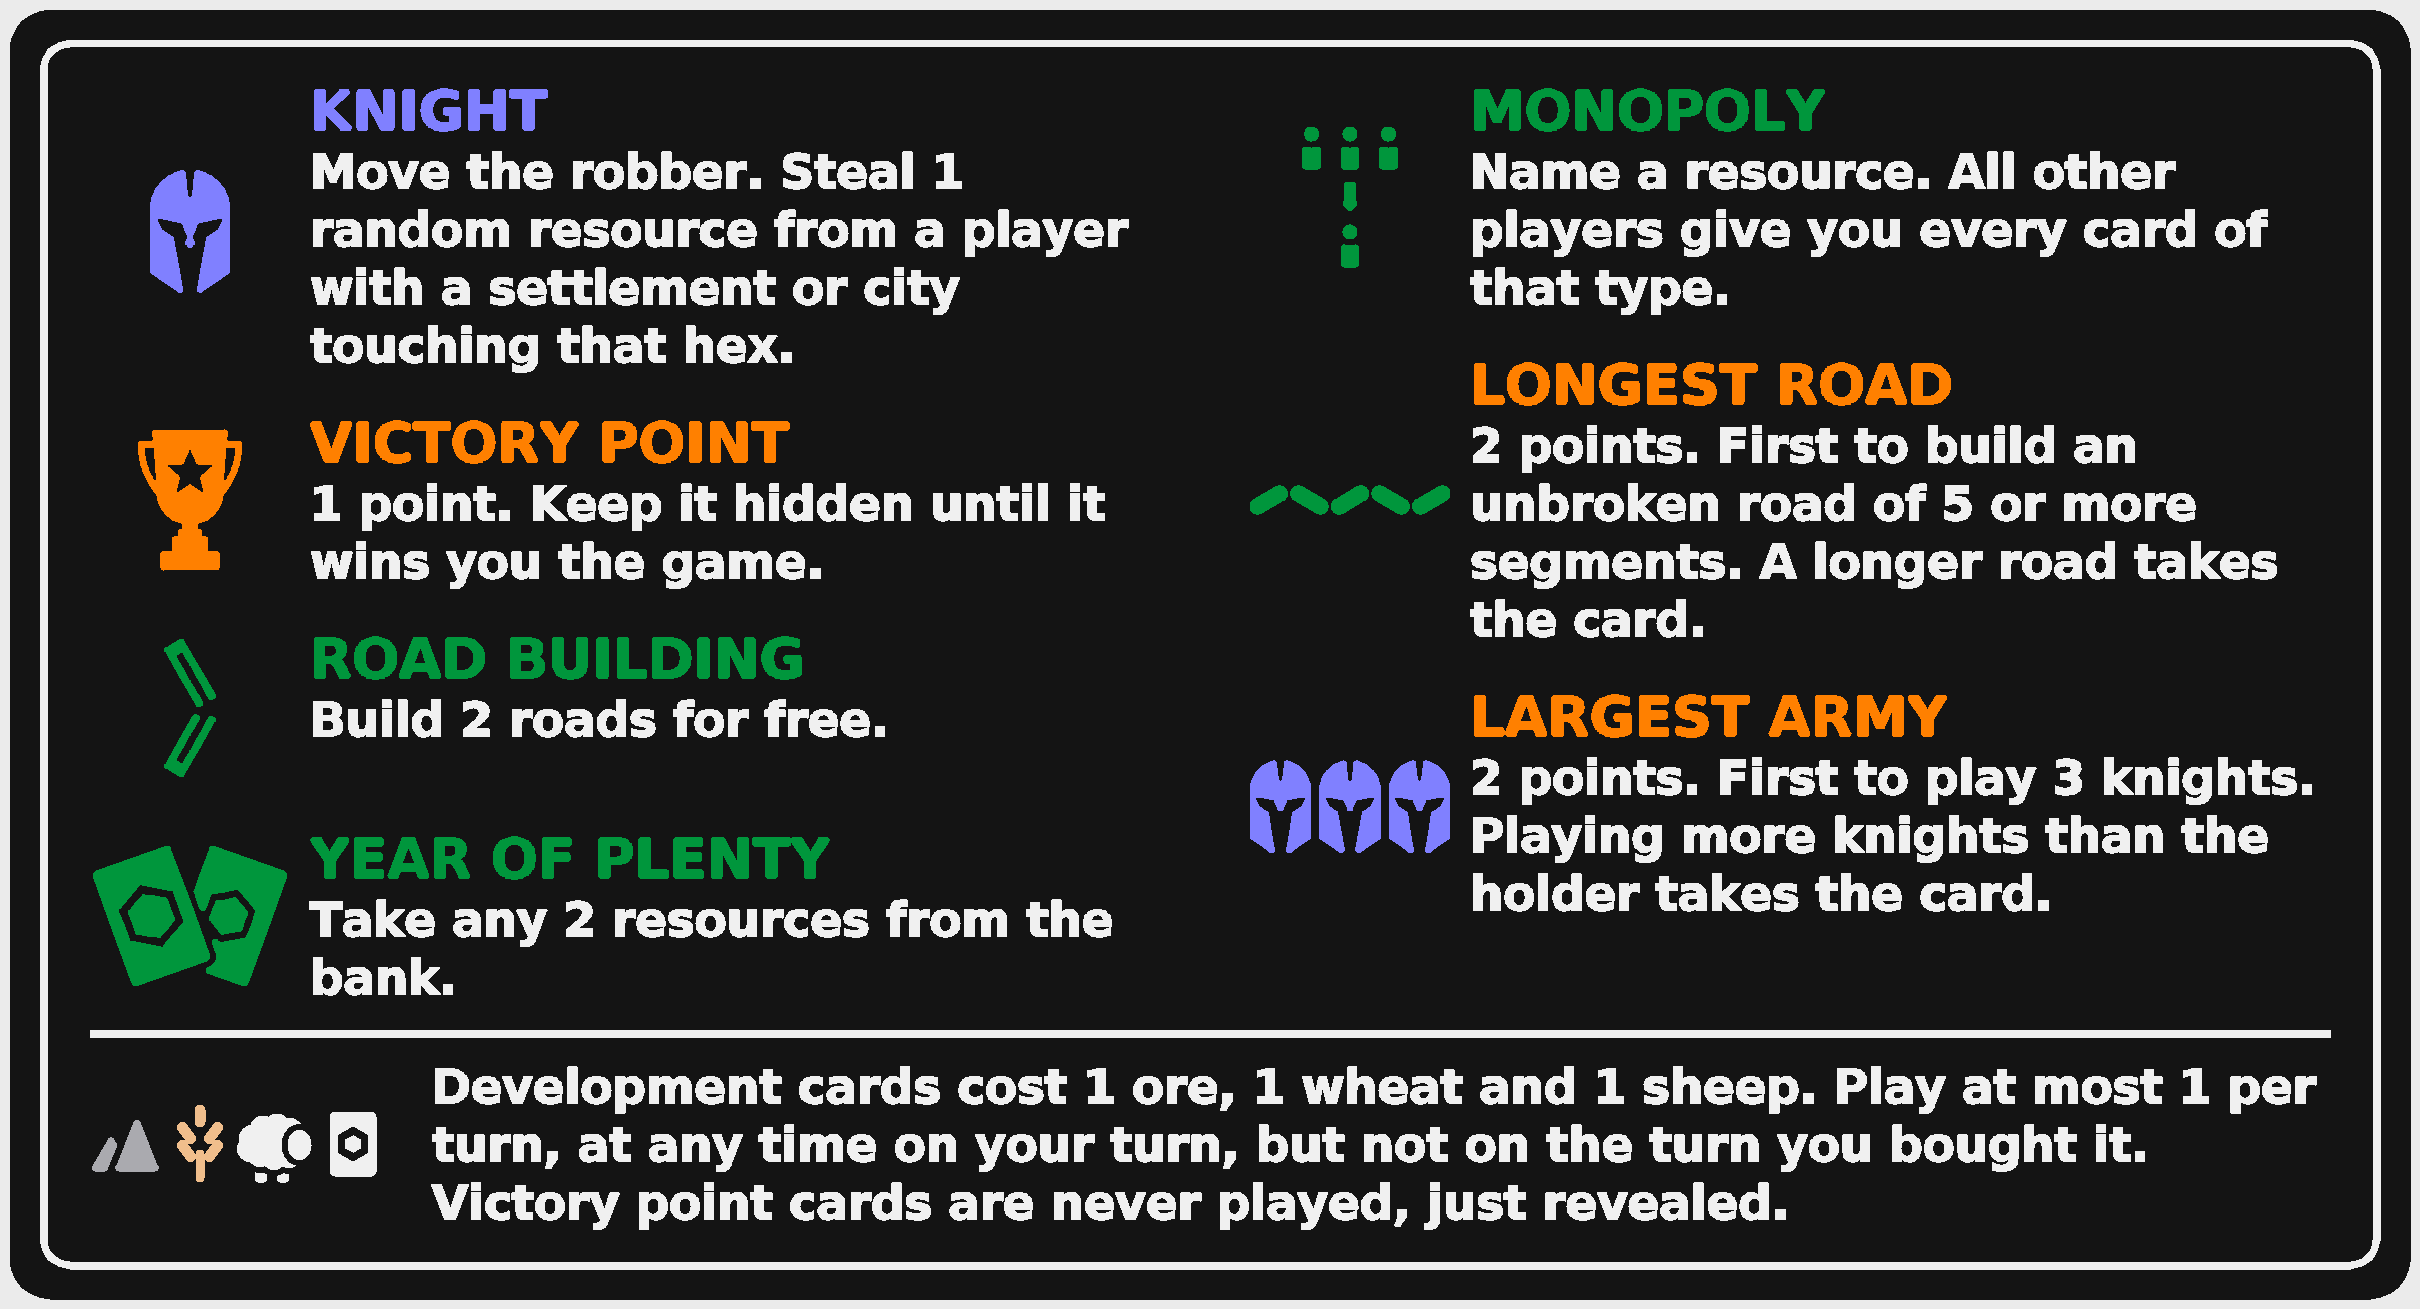 KNIGHT
Move the robber. Steal 1
random resource from a player
with a settlement or city
touching that hex.
VICTORY POINT
1 point. Keep it hidden until it
wins you the game.
ROAD BUILDING
Build 2 roads for free.
YEAR OF PLENTY
Take any 2 resources from the
bank.
MONOPOLY
Name a resource. All other
players give you every card of
that type.
LONGEST ROAD
2 points. First to build an
unbroken road of 5 or more
segments. A longer road takes
the card.
LARGEST ARMY
2 points. First to play 3 knights.
Playing more knights than the
holder takes the card.
Development cards cost 1 ore, 1 wheat and 1 sheep. Play at most 1 per
turn, at any time on your turn, but not on the turn you bought it.
Victory point cards are never played, just revealed.